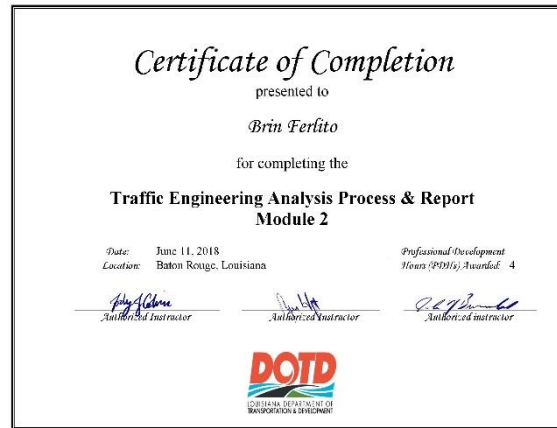 Certificate of Completion
presented to
Brin Ferlito
for completing the
Traffic Engineering Analysis Process & Report
Module 2
Date: June 11, 2018
Location: Baton Rouge, Louisiana
Professional Development
Hours (PDHs) Awarded: 4
Authorized Instructor
Authorized Instructor
Authorized instructor
DOTD
LOUISIANA DEPARTMENT OF
TRANSPORTATION & DEVELOPMENT